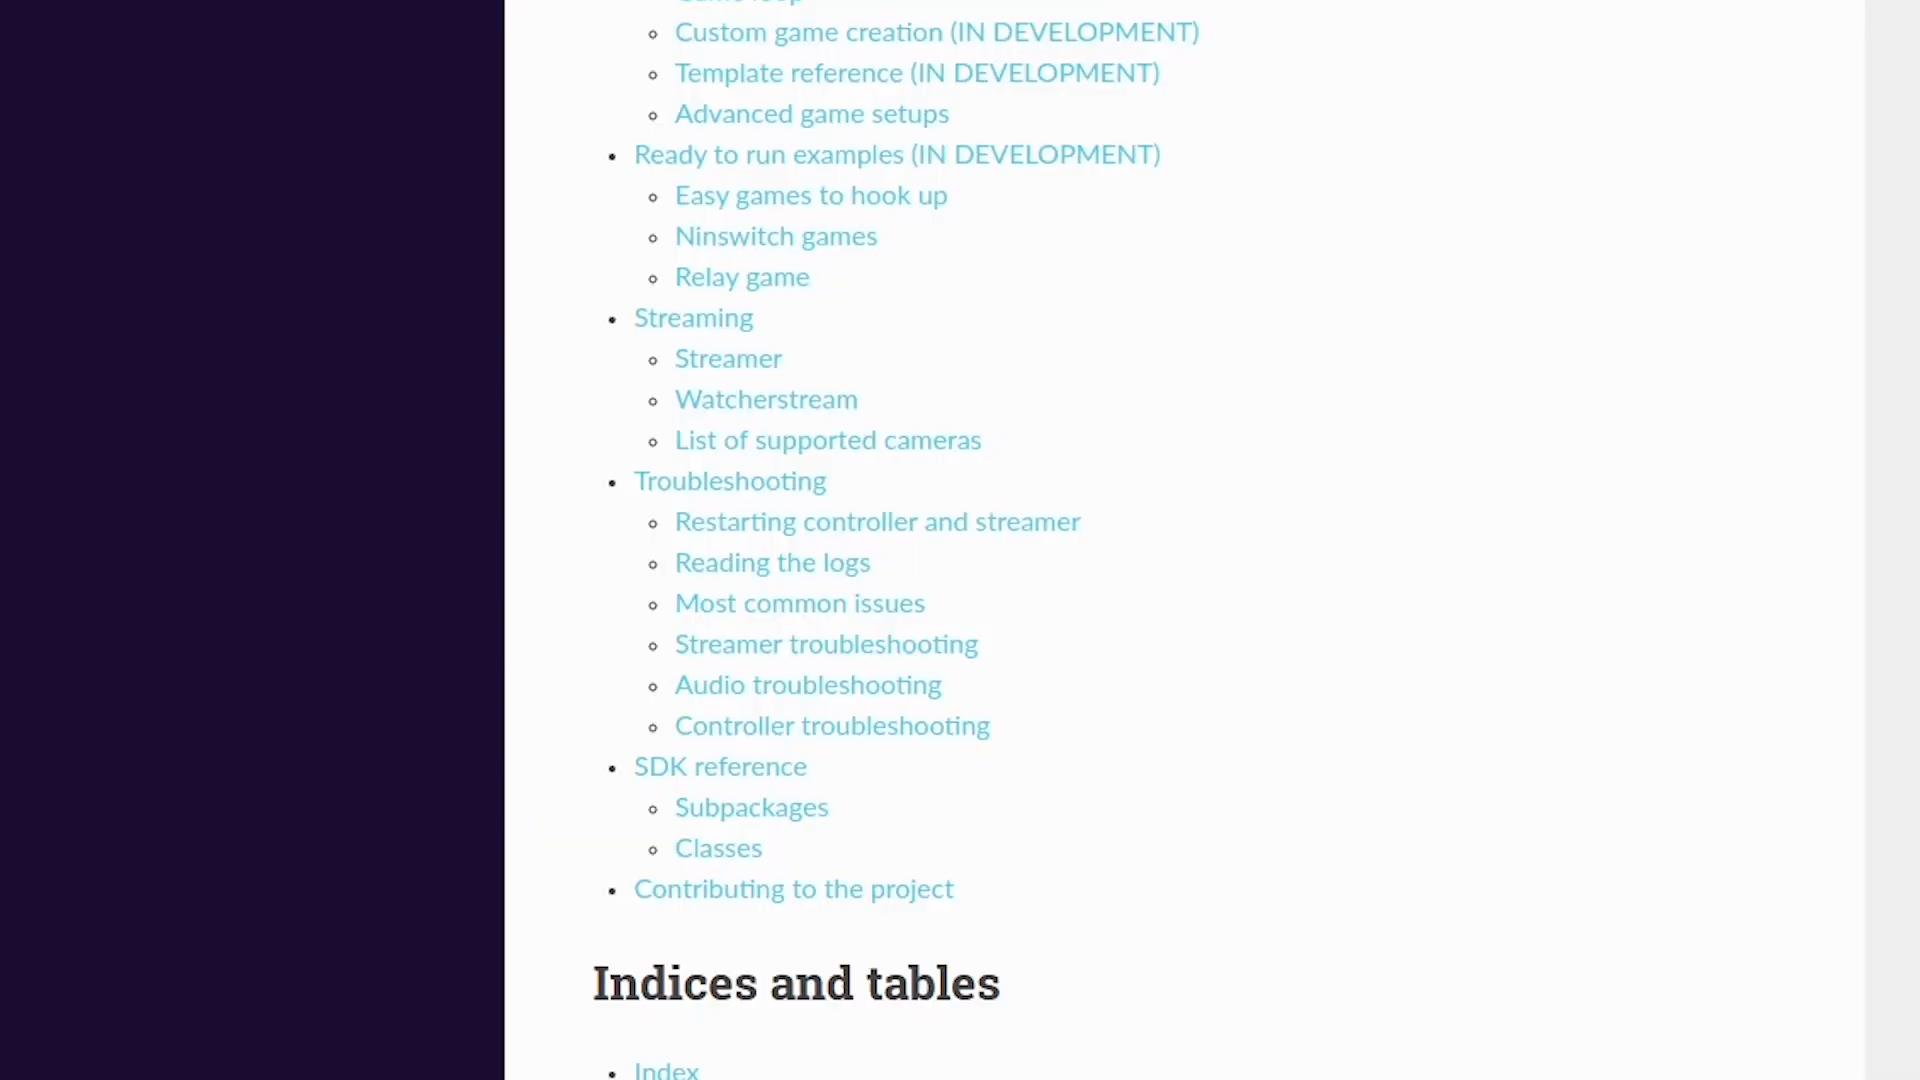 Game loop
Custom game creation (IN DEVELOPMENT)
Template reference (IN DEVELOPMENT)
Advanced game setups
Ready to run examples (IN DEVELOPMENT)
Easy games to hook up
Ninswitch games
Relay game
Streaming
Streamer
Watcherstream
List of supported cameras
Troubleshooting
Restarting controller and streamer
Reading the logs
Most common issues
Streamer troubleshooting
Audio troubleshooting
Controller troubleshooting
SDK reference
Subpackages
Classes
Contributing to the project
Indices and tables
Index